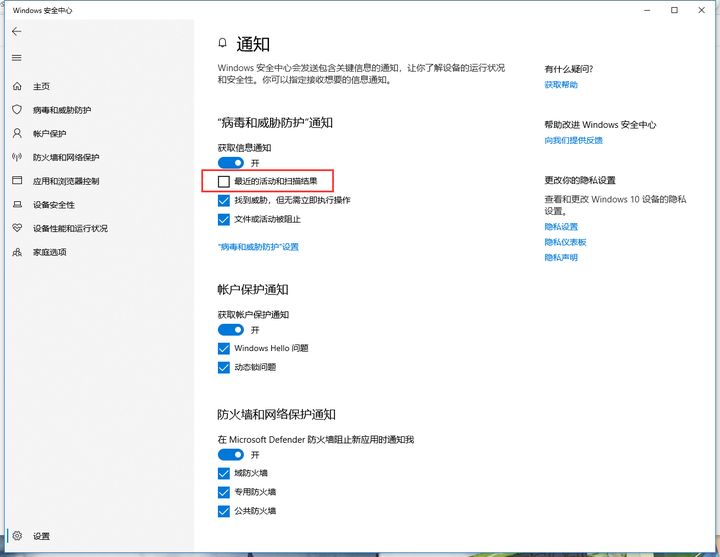 Windows 安全中心
主页
病毒和威胁防护
帐户保护
防火墙和网络保护
应用和浏览器控制
设备安全性
设备性能和运行状况
家庭选项
设置
通知
Windows 安全中心会发送包含关键信息的通知，让你了解设备的运行状况
和安全性。你可以指定接收想要的信息通知。
“病毒和威胁防护”通知
获取信息通知
开
最近的活动和扫描结果
找到威胁，但无需立即执行操作
文件或活动被阻止
“病毒和威胁防护”设置
帐户保护通知
获取帐户保护通知
开
Windows Hello 问题
动态锁问题
防火墙和网络保护通知
在 Microsoft Defender 防火墙阻止新应用时通知我
开
域防火墙
专用防火墙
公共防火墙
有什么疑问?
获取帮助
帮助改进 Windows 安全中心
向我们提供反馈
更改你的隐私设置
查看和更改 Windows 10 设备的隐私
设置。
隐私设置
隐私仪表板
隐私声明